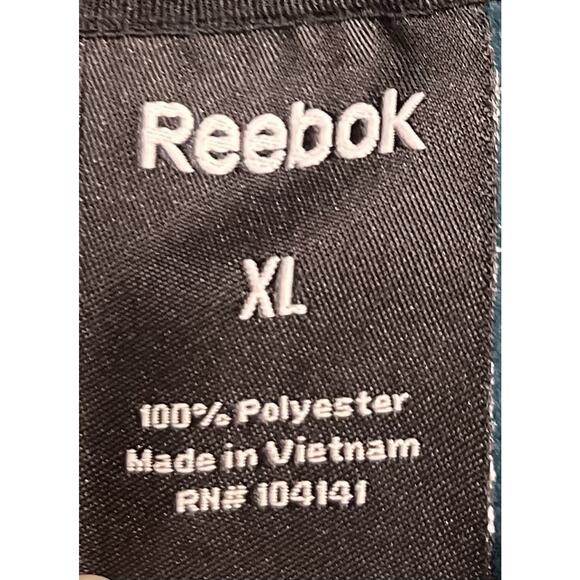 Reebok
XL
100% Polyester
Made in Vietnam
RN# 104141